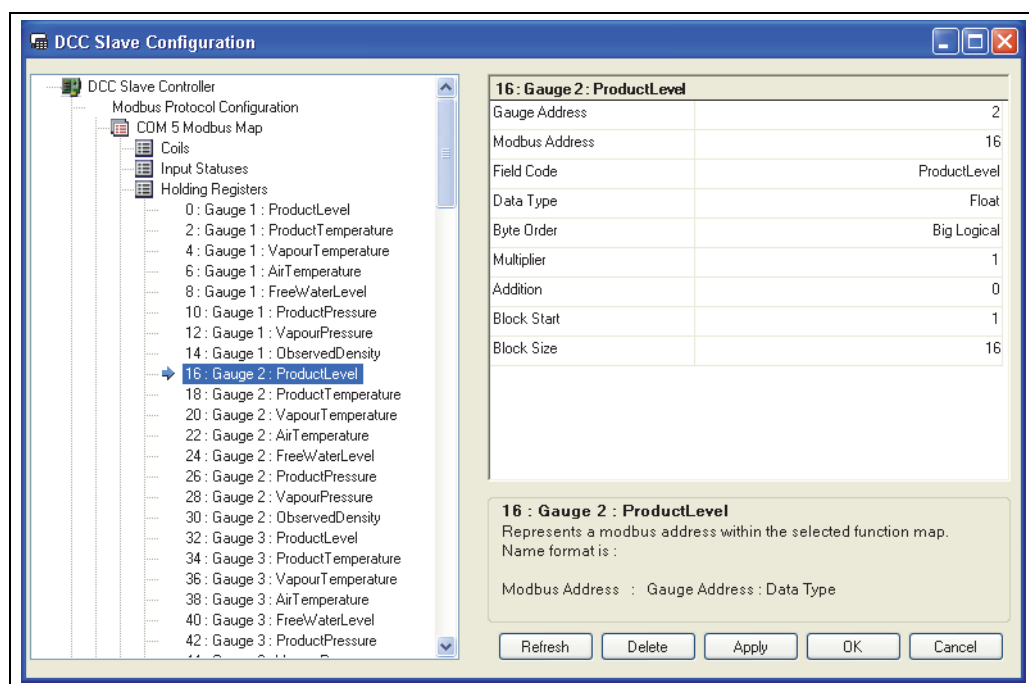 DCC Slave Configuration
DCC Slave Controller
Modbus Protocol Configuration
COM 5 Modbus Map
Coils
Input Statuses
Holding Registers
0 : Gauge 1 : ProductLevel
2 : Gauge 1 : ProductTemperature
4 : Gauge 1 : VapourTemperature
6 : Gauge 1 : AirTemperature
8 : Gauge 1 : FreeWaterLevel
10 : Gauge 1 : ProductPressure
12 : Gauge 1 : VapourPressure
14 : Gauge 1 : ObservedDensity
16 : Gauge 2 : ProductLevel
18 : Gauge 2 : ProductTemperature
20 : Gauge 2 : VapourTemperature
22 : Gauge 2 : AirTemperature
24 : Gauge 2 : FreeWaterLevel
26 : Gauge 2 : ProductPressure
28 : Gauge 2 : VapourPressure
30 : Gauge 2 : ObservedDensity
32 : Gauge 3 : ProductLevel
34 : Gauge 3 : ProductTemperature
36 : Gauge 3 : VapourTemperature
38 : Gauge 3 : AirTemperature
40 : Gauge 3 : FreeWaterLevel
42 : Gauge 3 : ProductPressure
16 : Gauge 2 : ProductLevel
Gauge Address 2
Modbus Address 16
Field Code ProductLevel
Data Type Float
Byte Order Big Logical
Multiplier 1
Addition 0
Block Start 1
Block Size 16
16 : Gauge 2 : ProductLevel
Represents a modbus address within the selected function map.
Name format is :
Modbus Address : Gauge Address : Data Type
Refresh Delete Apply OK Cancel